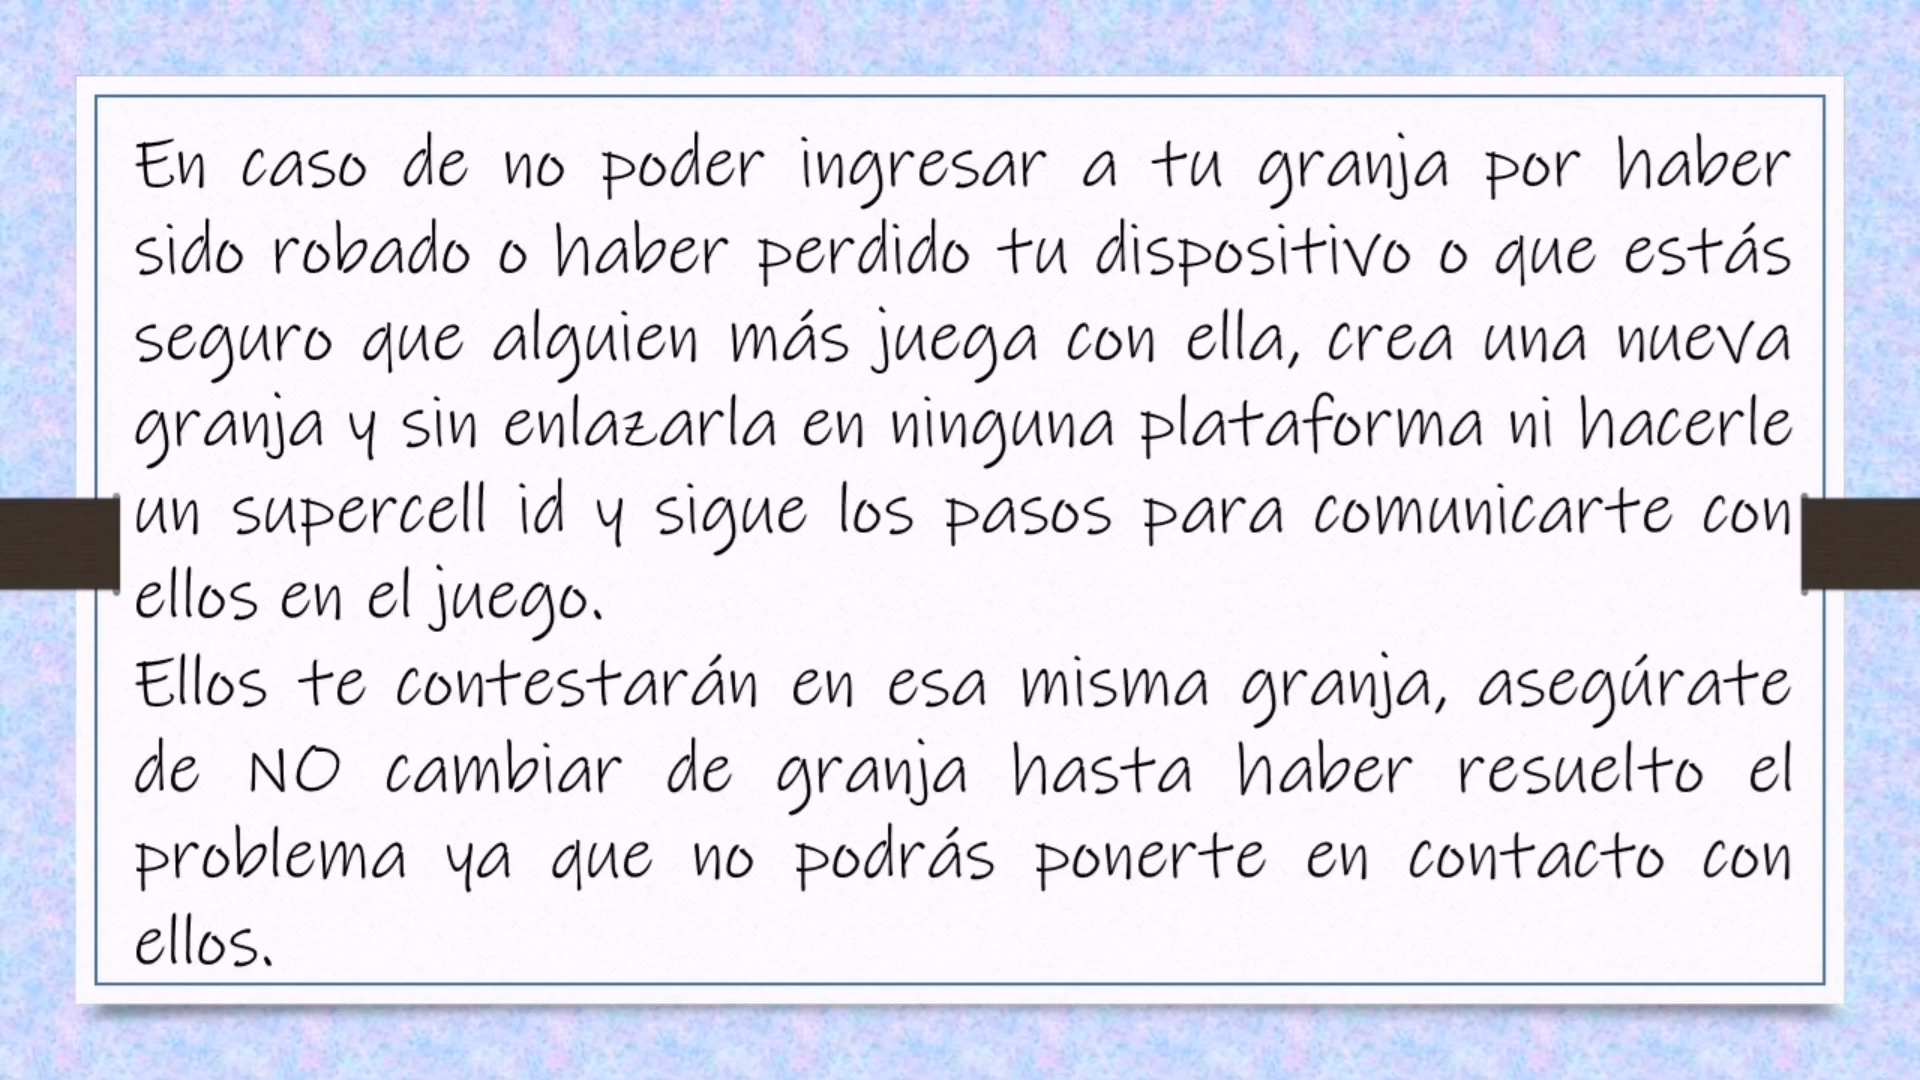 En caso de no poder ingresar a tu granja por haber
sido robado o haber perdido tu dispositivo o que estás
seguro que alguien más juega con ella, crea una nueva
granja y sin enlazarla en ninguna plataforma ni hacerle
un supercell id y sigue los pasos para comunicarte con
ellos en el juego.
Ellos te contestarán en esa misma granja, asegúrate
de NO cambiar de granja hasta haber resuelto el
problema ya que no podrás ponerte en contacto con
ellos.